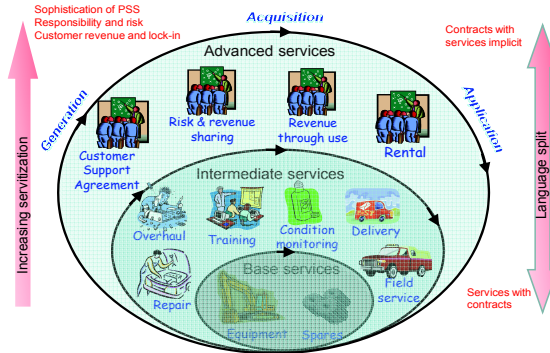 Sophistication of PSS
Responsibility and risk
Customer revenue and lock-in
Acquisition
Contracts with
services implicit
Advanced services
Generation
Application
Risk & revenue
sharing
Revenue
through use
Customer
Support
Agreement
Rental
Increasing servitization
Language split
Intermediate services
Overhaul
Training
Condition
monitoring
Delivery
Base services
Repair
Field
service
Equipment
Spares
Services with
contracts